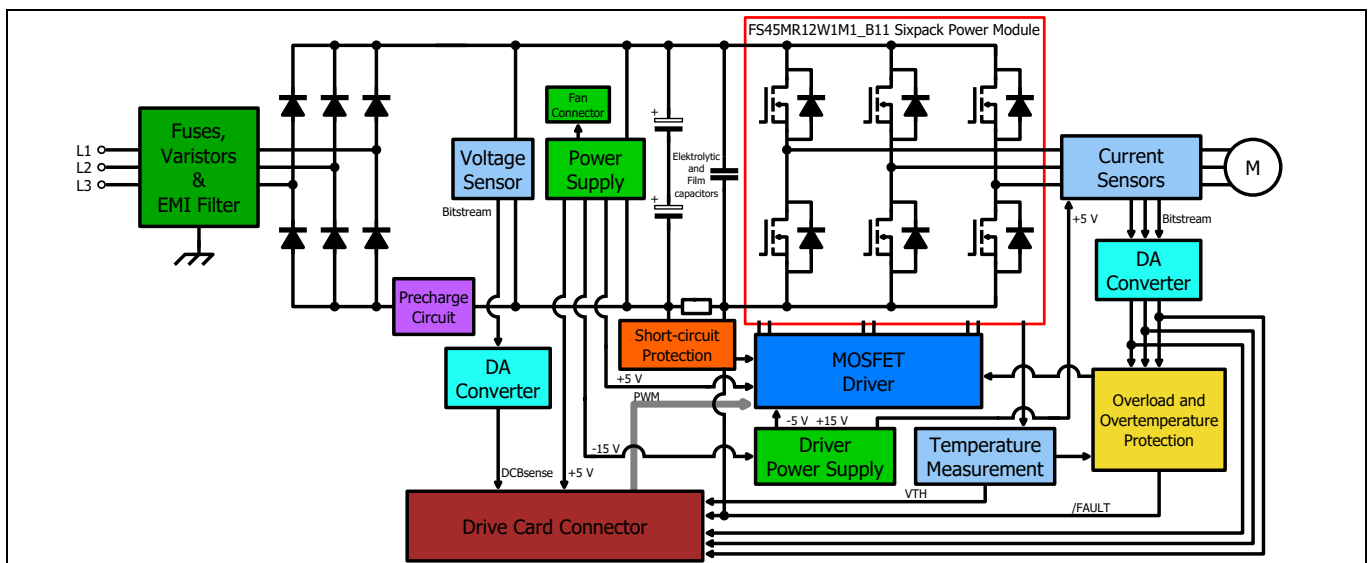 FS45MR12W1M1_B11 Sixpack Power Module
Fan
Connector
+
Fuses,
Varistors
&
EMI Filter
L1
L2
L3
Voltage
Sensor
Power
Supply
Elektrolytic
and
Film
capacitors
+
Current
Sensors
M
Bitstream
+5 V
Bitstream
DA
Converter
Precharge
Circuit
Short-circuit
Protection
MOSFET
Driver
DA
Converter
+5 V
PWM
Overload and
Overtemperature
Protection
-5 V
+15 V
-15 V
Driver
Power Supply
Temperature
Measurement
DCBsense
+5 V
VTH
/FAULT
Drive Card Connector